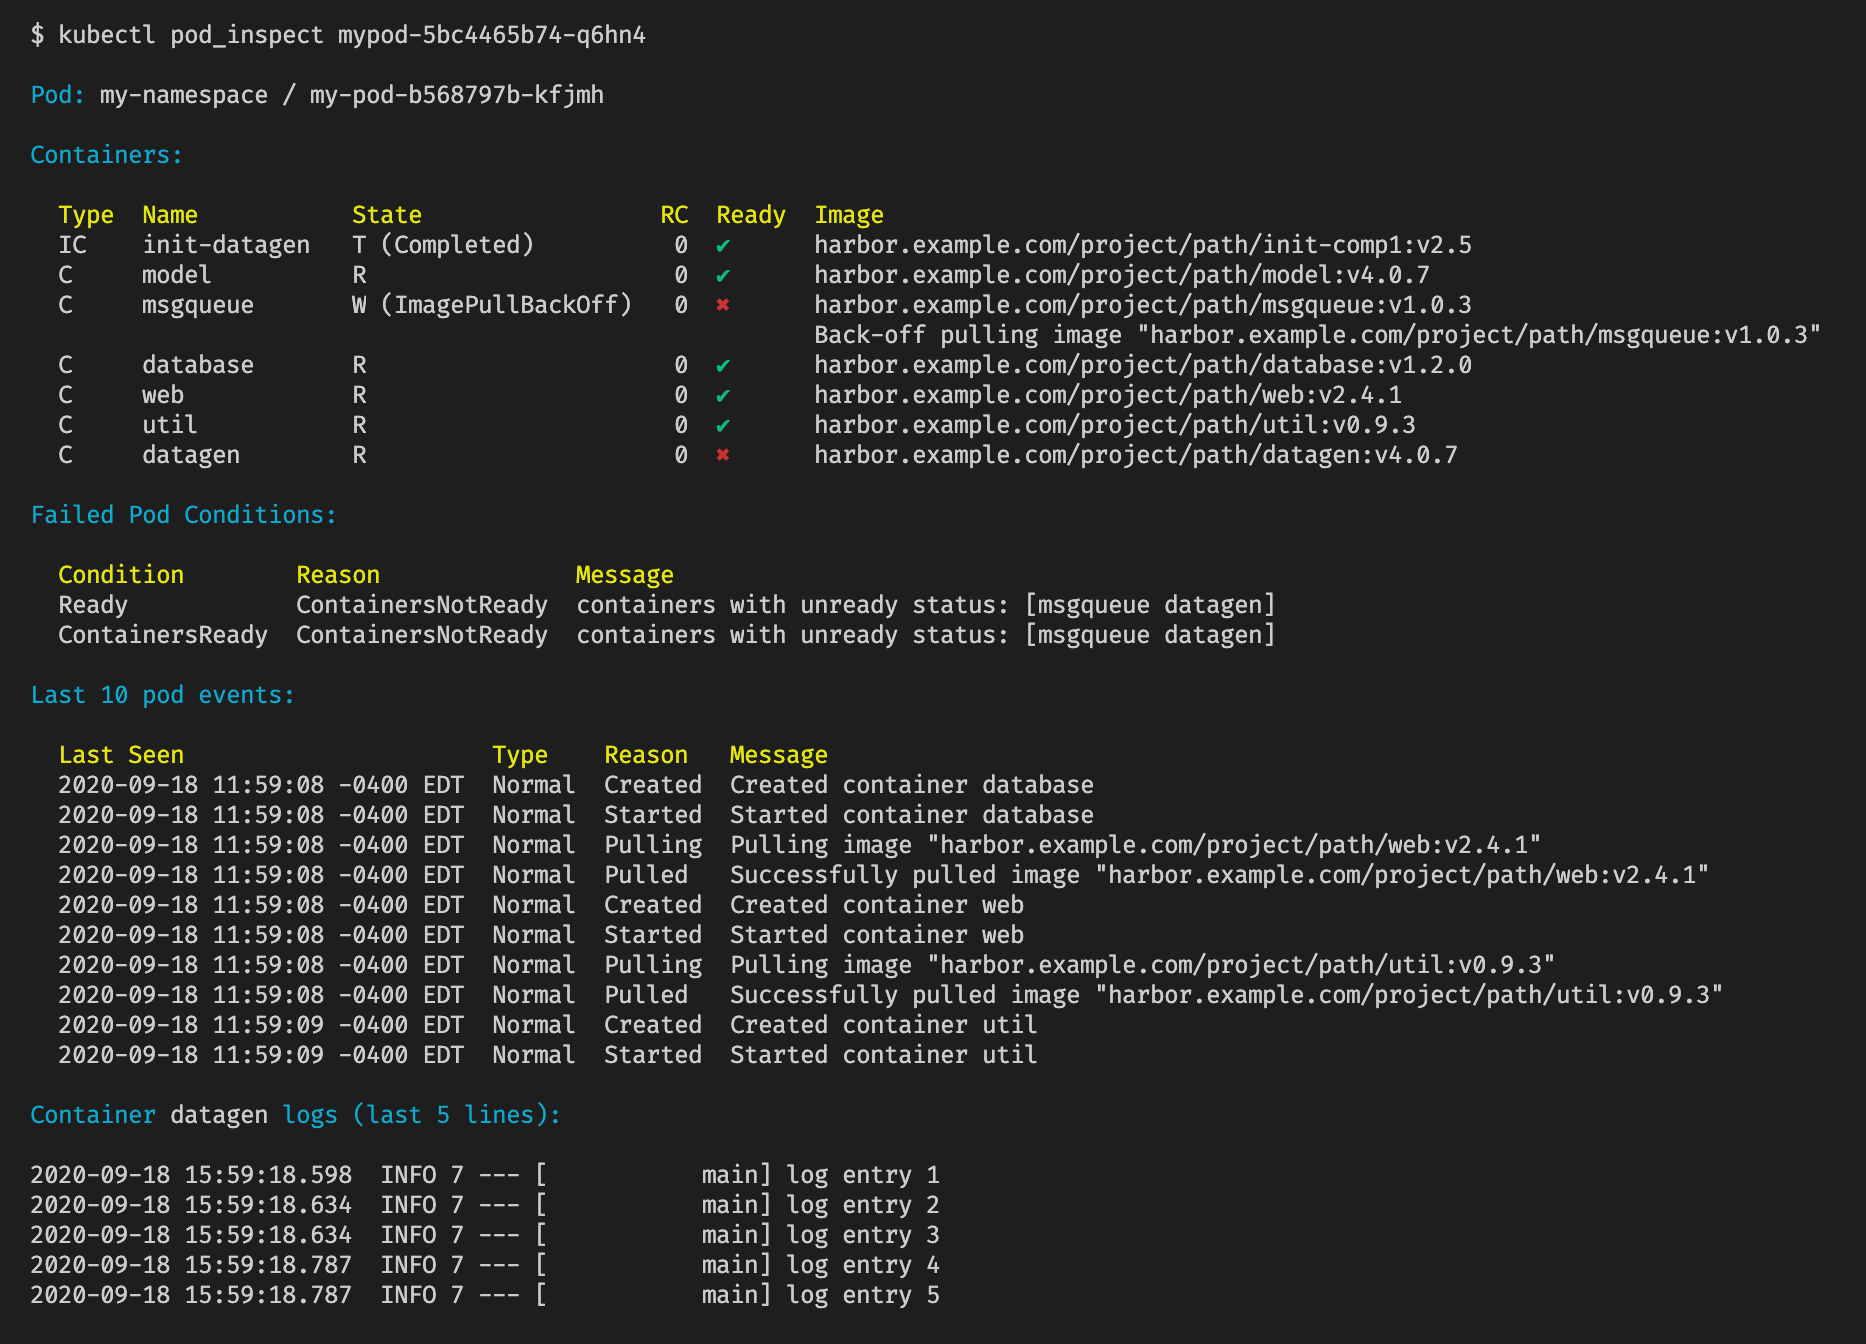 $ kubectl pod_inspect mypod-5bc4465b74-q6hn4
Pod: my-namespace / my-pod-b568797b-kfjmh
Containers:
Type  Name           State                 RC  Ready  Image
IC    init-datagen   T (Completed)          0  ✔      harbor.example.com/project/path/init-comp1:v2.5
C     model          R                      0  ✔      harbor.example.com/project/path/model:v4.0.7
C     msgqueue       W (ImagePullBackOff)   0  ✖      harbor.example.com/project/path/msgqueue:v1.0.3
Back-off pulling image "harbor.example.com/project/path/msgqueue:v1.0.3"
C     database       R                      0  ✔      harbor.example.com/project/path/database:v1.2.0
C     web            R                      0  ✔      harbor.example.com/project/path/web:v2.4.1
C     util           R                      0  ✔      harbor.example.com/project/path/util:v0.9.3
C     datagen        R                      0  ✖      harbor.example.com/project/path/datagen:v4.0.7
Failed Pod Conditions:
Condition        Reason              Message
Ready            ContainersNotReady  containers with unready status: [msgqueue datagen]
ContainersReady  ContainersNotReady  containers with unready status: [msgqueue datagen]
Last 10 pod events:
Last Seen                      Type    Reason   Message
2020-09-18 11:59:08 -0400 EDT  Normal  Created  Created container database
2020-09-18 11:59:08 -0400 EDT  Normal  Started  Started container database
2020-09-18 11:59:08 -0400 EDT  Normal  Pulling  Pulling image "harbor.example.com/project/path/web:v2.4.1"
2020-09-18 11:59:08 -0400 EDT  Normal  Pulled   Successfully pulled image "harbor.example.com/project/path/web:v2.4.1"
2020-09-18 11:59:08 -0400 EDT  Normal  Created  Created container web
2020-09-18 11:59:08 -0400 EDT  Normal  Started  Started container web
2020-09-18 11:59:08 -0400 EDT  Normal  Pulling  Pulling image "harbor.example.com/project/path/util:v0.9.3"
2020-09-18 11:59:08 -0400 EDT  Normal  Pulled   Successfully pulled image "harbor.example.com/project/path/util:v0.9.3"
2020-09-18 11:59:09 -0400 EDT  Normal  Created  Created container util
2020-09-18 11:59:09 -0400 EDT  Normal  Started  Started container util
Container datagen logs (last 5 lines):
2020-09-18 15:59:18.598  INFO 7 --- [           main] log entry 1
2020-09-18 15:59:18.634  INFO 7 --- [           main] log entry 2
2020-09-18 15:59:18.634  INFO 7 --- [           main] log entry 3
2020-09-18 15:59:18.787  INFO 7 --- [           main] log entry 4
2020-09-18 15:59:18.787  INFO 7 --- [           main] log entry 5